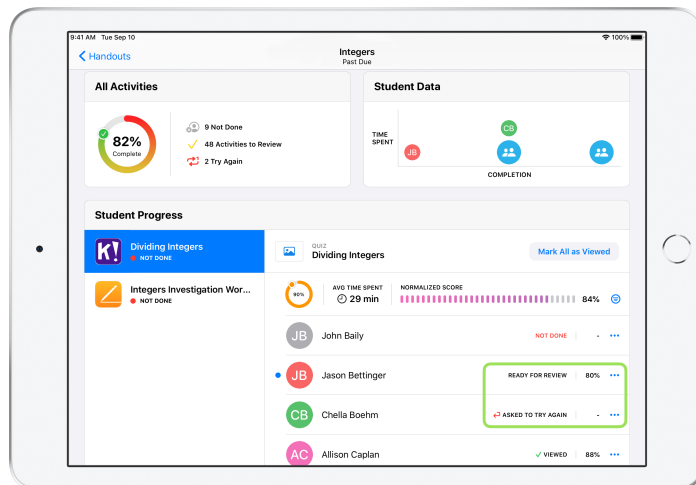 9:41 AM Tue Sep 10
100%
Handouts
Integers
Past Due
All Activities
82%
Complete
9 Not Done
48 Activities to Review
2 Try Again
Student Data
TIME
SPENT
JB
CB
COMPLETION
Student Progress
K!
Dividing Integers
NOT DONE
Integers Investigation Wor...
NOT DONE
QUIZ
Dividing Integers
Mark All as Viewed
80%
AVG TIME SPENT
29 min
NORMALIZED SCORE
84%
JB John Baily NOT DONE -
JB Jason Bettinger READY FOR REVIEW 80%
CB Chella Boehm ASKED TO TRY AGAIN -
AC Allison Caplan VIEWED 88%